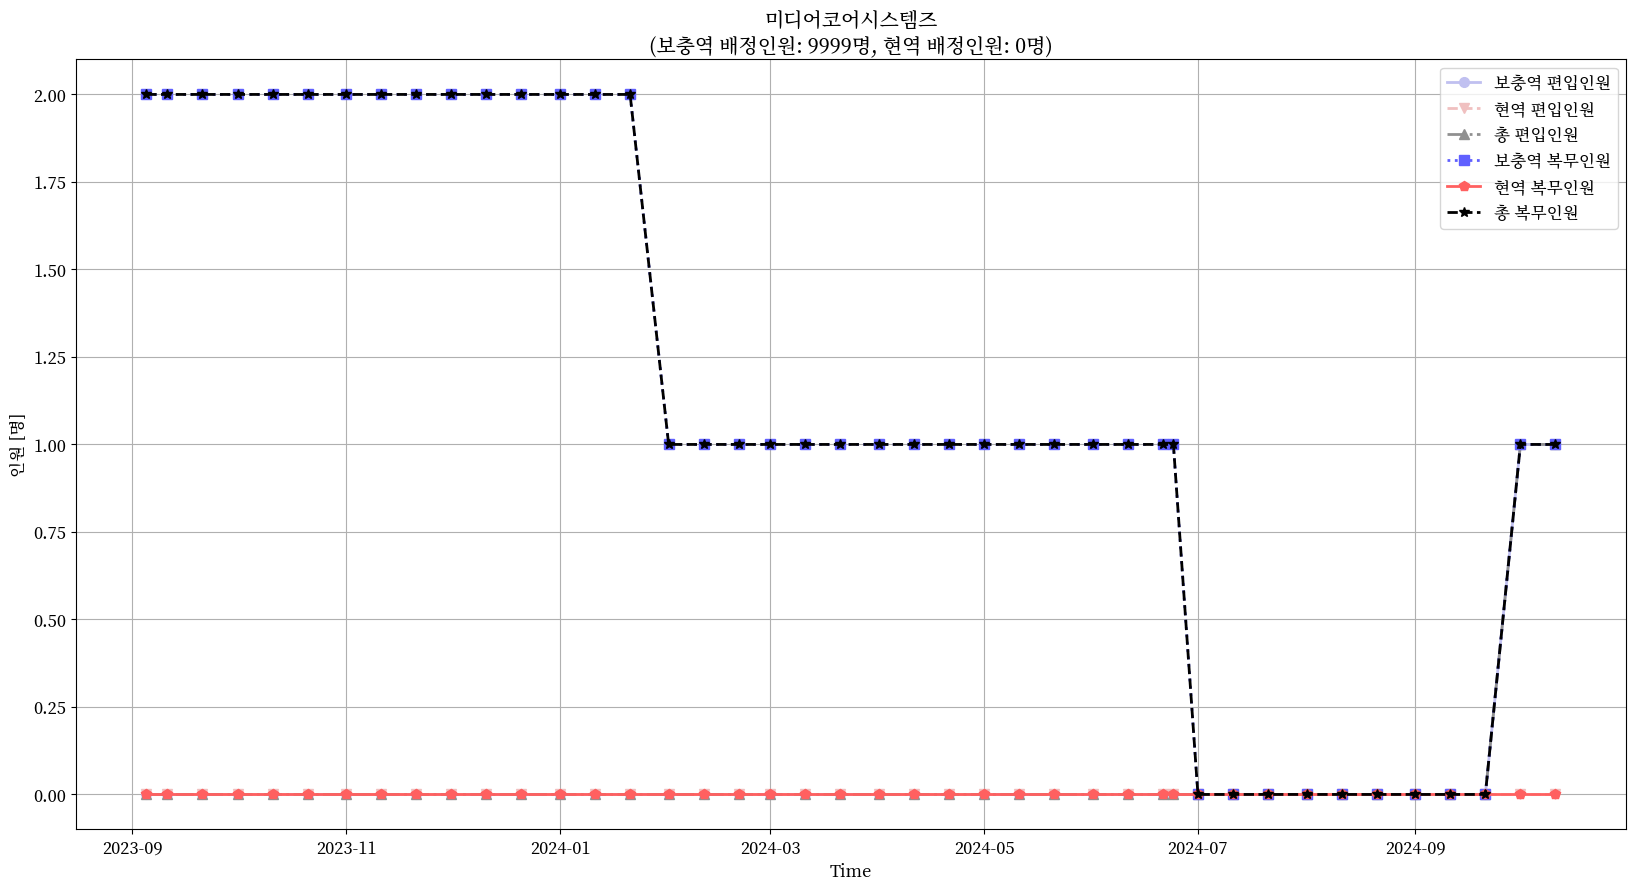 미디어코어시스템즈
(보충역 배정인원: 9999명, 현역 배정인원: 0명)
보충역 편입인원
현역 편입인원
총 편입인원
보충역 복무인원
현역 복무인원
총 복무인원
인원 [명]
2.00
1.75
1.50
1.25
1.00
0.75
0.50
0.25
0.00
2023-09
2023-11
2024-01
2024-03
2024-05
2024-07
2024-09
Time